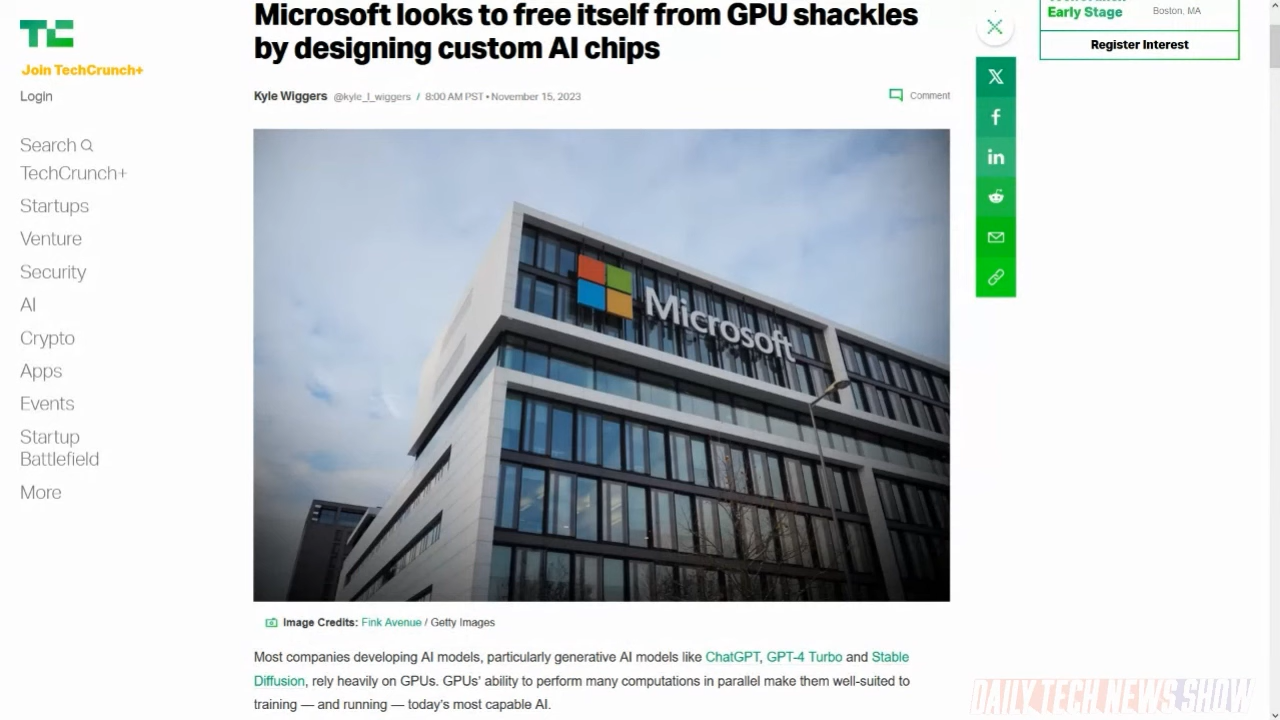 Microsoft looks to free itself from GPU shackles
by designing custom AI chips
Kyle Wiggers @kyle_l_wiggers / 8:00 AM PST • November 15, 2023
Comment
TC
Join TechCrunch+
Login
Search
TechCrunch+
Startups
Venture
Security
AI
Crypto
Apps
Events
Startup
Battlefield
More
Microsoft
Image Credits: Fink Avenue / Getty Images
Most companies developing AI models, particularly generative AI models like ChatGPT, GPT-4 Turbo and Stable
Diffusion, rely heavily on GPUs. GPUs' ability to perform many computations in parallel make them well-suited to
training — and running — today's most capable AI.
X
f
in
Early Stage
Boston, MA
Register Interest
DAILY TECH NEWS SHOW